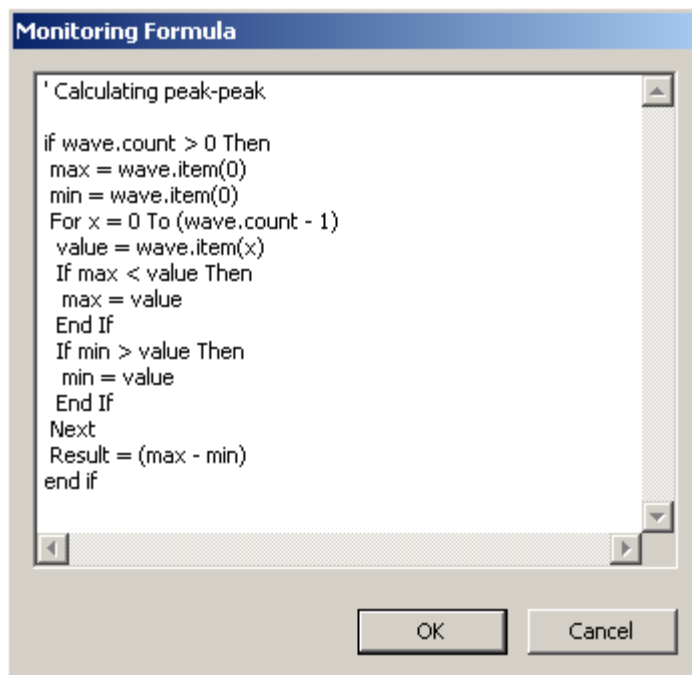 Monitoring Formula
' Calculating peak-peak
if wave.count > 0 Then
max = wave.item(0)
min = wave.item(0)
For x = 0 To (wave.count - 1)
value = wave.item(x)
If max < value Then
max = value
End If
If min > value Then
min = value
End If
Next
Result = (max - min)
end if
OK
Cancel